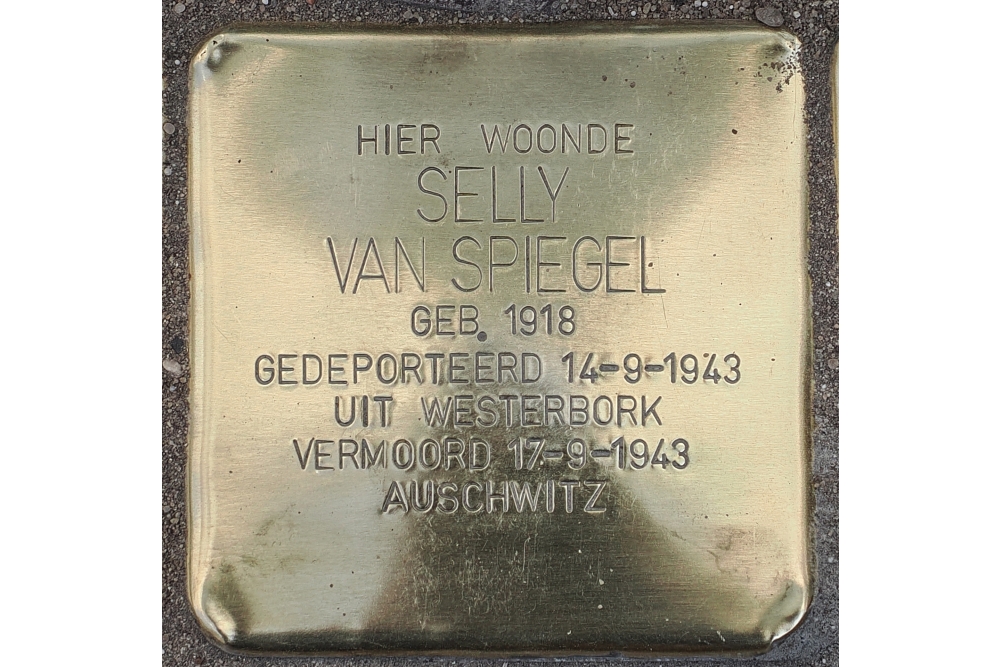 HIER WOONDE
SELLY
VAN SPIEGEL
GEB. 1918
GEDEPORTEERD 14-9-1943
UIT WESTERBORK
VERMOORD 17-9-1943
AUSCHWITZ